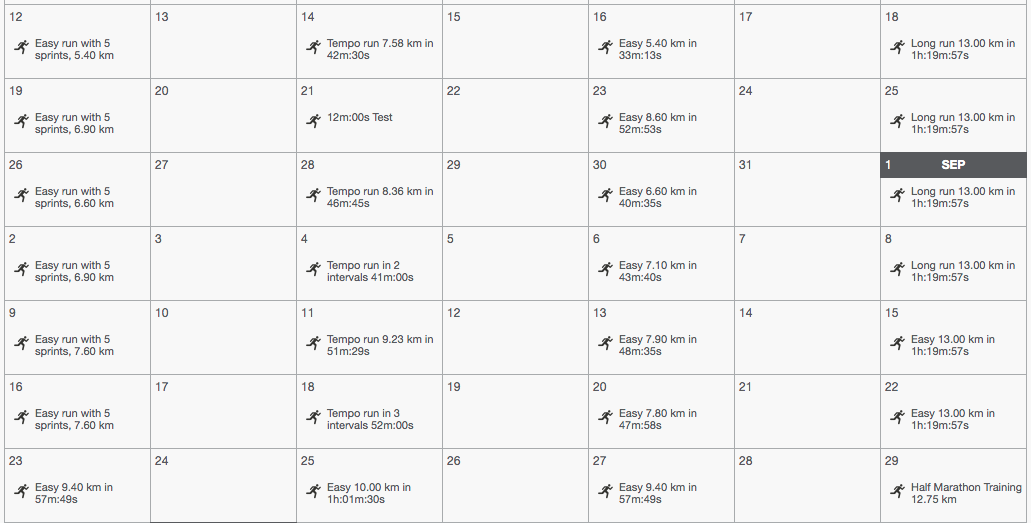 12 13 14 15 16 17 18
Easy run with 5
sprints, 5.40 km
Tempo run 7.58 km in
42m:30s
Easy 5.40 km in
33m:13s
Long run 13.00 km in
1h:19m:57s
19 20 21 22 23 24 25
Easy run with 5
sprints, 6.90 km
12m:00s Test
Easy 8.60 km in
52m:53s
Long run 13.00 km in
1h:19m:57s
26 27 28 29 30 31 1 SEP
Easy run with 5
sprints, 6.60 km
Tempo run 8.36 km in
46m:45s
Easy 6.60 km in
40m:35s
Long run 13.00 km in
1h:19m:57s
2 3 4 5 6 7 8
Easy run with 5
sprints, 6.90 km
Tempo run in 2
intervals 41m:00s
Easy 7.10 km in
43m:40s
Long run 13.00 km in
1h:19m:57s
9 10 11 12 13 14 15
Easy run with 5
sprints, 7.60 km
Tempo run 9.23 km in
51m:29s
Easy 7.90 km in
48m:35s
Easy 13.00 km in
1h:19m:57s
16 17 18 19 20 21 22
Easy run with 5
sprints, 7.60 km
Tempo run in 3
intervals 52m:00s
Easy 7.80 km in
47m:58s
Easy 13.00 km in
1h:19m:57s
23 24 25 26 27 28 29
Easy 9.40 km in
57m:49s
Easy 10.00 km in
1h:01m:30s
Easy 9.40 km in
57m:49s
Half Marathon Training
12.75 km